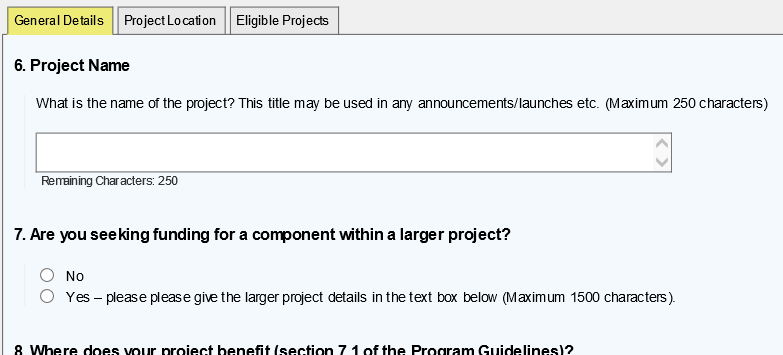 General Details Project Location Eligible Projects
6. Project Name
What is the name of the project? This title may be used in any announcements/launches etc. (Maximum 250 characters)
Remaining Characters: 250
7. Are you seeking funding for a component within a larger project?
No
Yes – please please give the larger project details in the text box below (Maximum 1500 characters).
8. Where does your project benefit (section 7.1 of the Program Guidelines)?